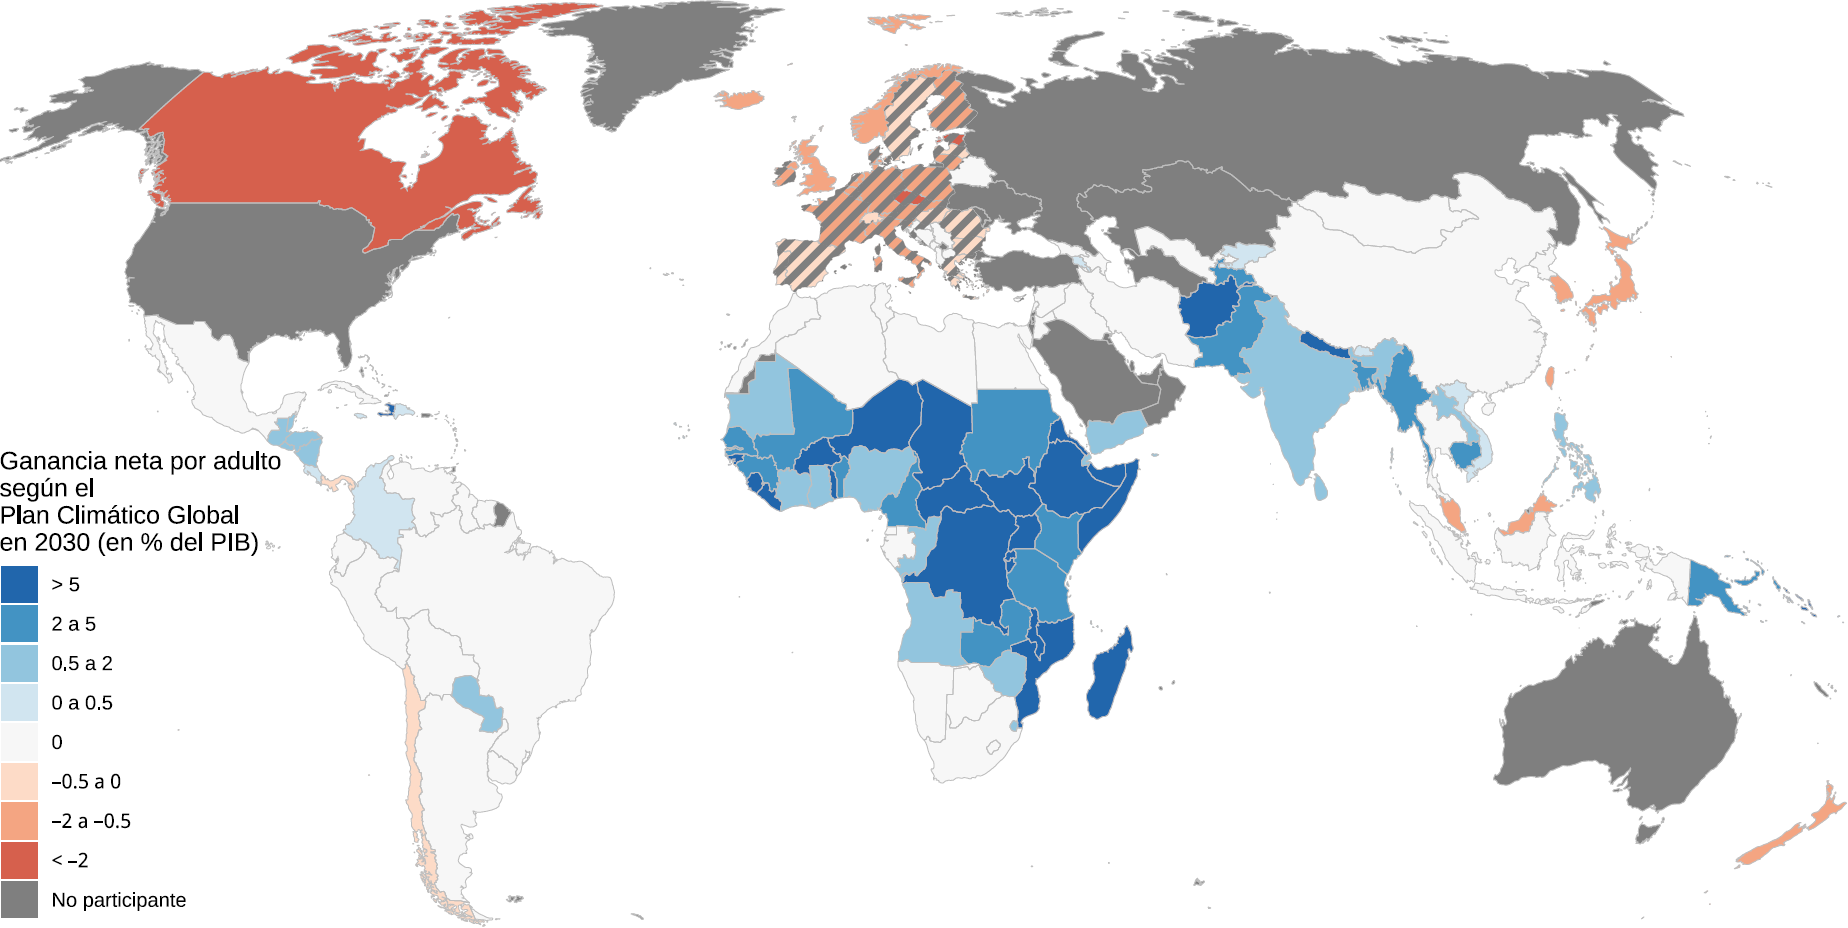 Ganancia neta por adulto
según el
Plan Climático Global
en 2030 (en % del PIB)
> 5
2 a 5
0.5 a 2
0 a 0.5
0
−0.5 a 0
−2 a −0.5
< −2
No participante